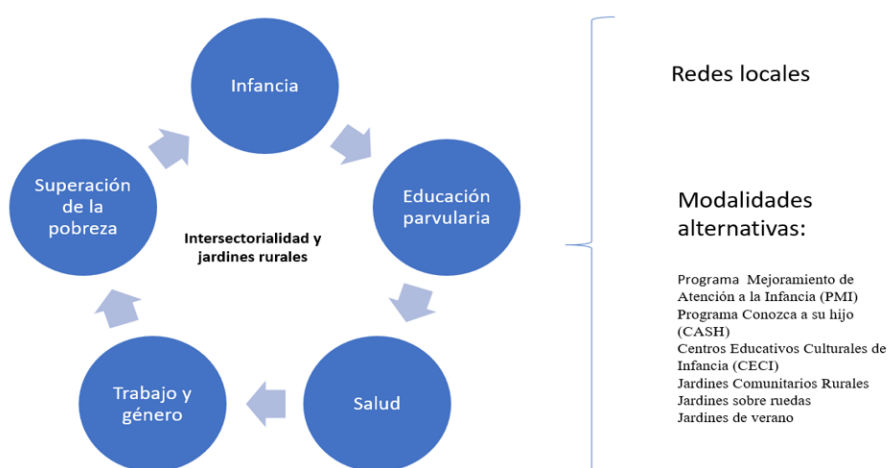 Infancia
Educación
parvularia
Salud
Trabajo y
género
Superación
de la
pobreza
Intersectorialidad y
jardines rurales
Redes locales
Modalidades
alternativas:
Programa Mejoramiento de
Atención a la Infancia (PMI)
Programa Conozca a su hijo
(CASH)
Centros Educativos Culturales de
Infancia (CECI)
Jardines Comunitarios Rurales
Jardines sobre ruedas
Jardines de verano